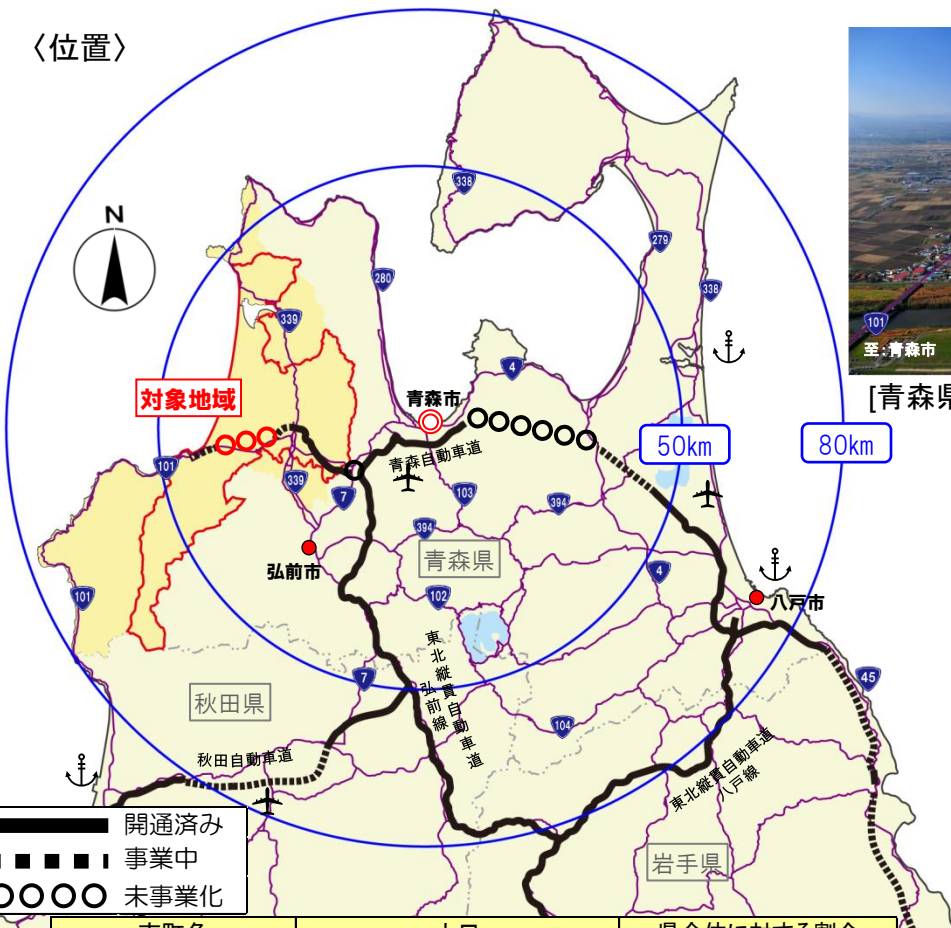 〈位置〉
N
338
279
280
338
339
101
至:青森市
[青森県
4
対象地域
青森市
50km
80km
青森自動車道
101
339
7
103
394
394
青森県
弘前市
4
102
八戸市
101
東北縦貫自動車道
弘前線
7
45
秋田県
104
秋田自動車道
東北縦貫自動車道
八戸線
開通済み
事業中
岩手県
未事業化